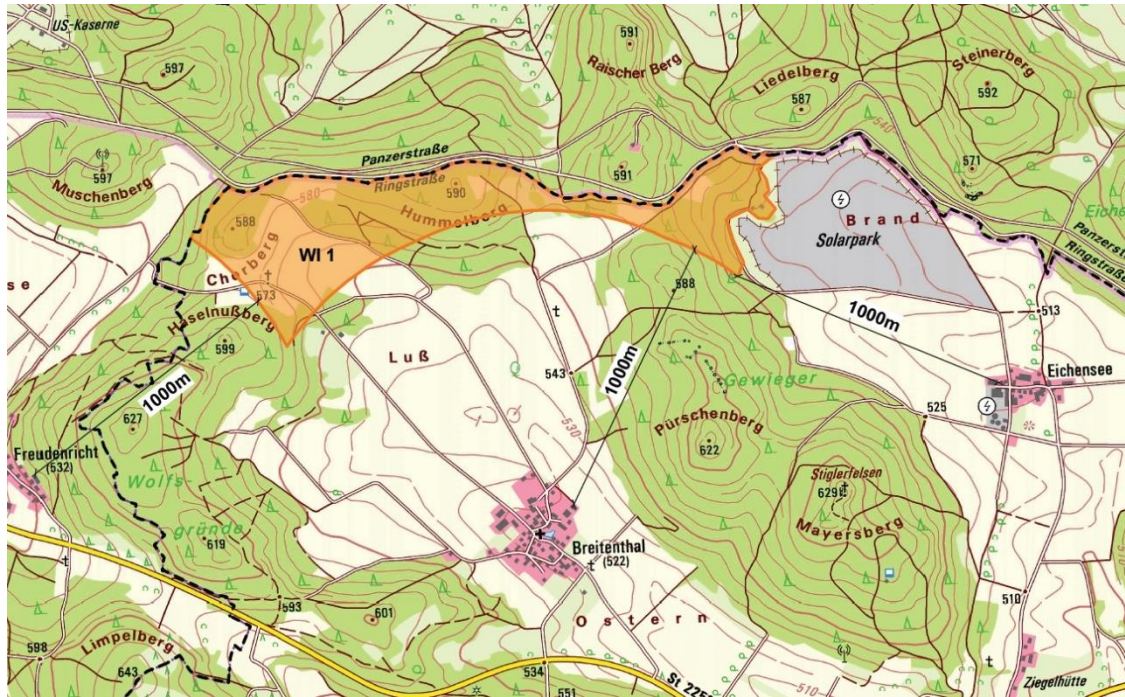 US-Kaserne
597
591
Raischer Berg
Liedelberg
587
Steinerberg
592
540
571
Panzerstraße
597
Muschenberg
Ringstraße
580
590
591
588
Hummelberg
Brand
Solarpark
Panzerstraße
Ringstraße
WI 1
Churberg
573
Haselnußberg
599
588
1000m
513
Luß
543
1000m
Gewieger
Eichensee
1000m
530
525
627
Pürschenberg
622
Freudenricht
(532)
Wolfs-
gründe
Stiglerfelsen
629
Mayersberg
619
Breitenthal
(522)
593
601
Ostern
510
598
Limpelberg
643
534
St 225
551
510
Ziegelhütte